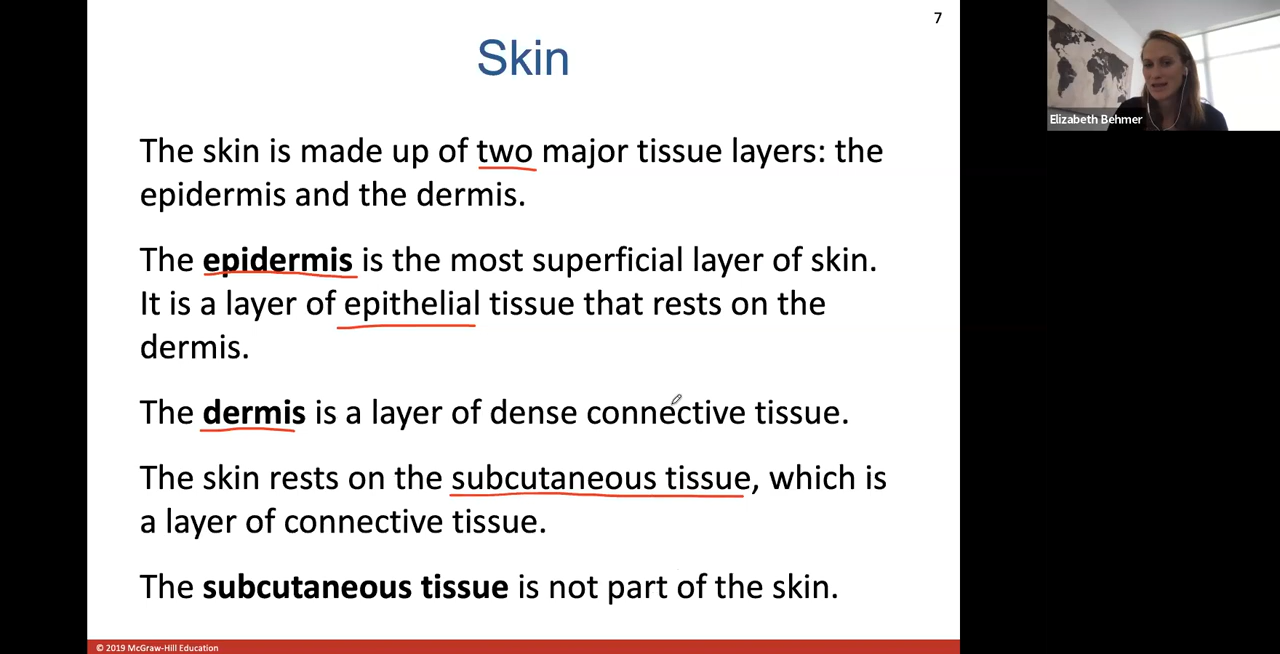 7
Skin
Elizabeth Behmer
The skin is made up of two major tissue layers: the
epidermis and the dermis.
The epidermis is the most superficial layer of skin.
It is a layer of epithelial tissue that rests on the
dermis.
The dermis is a layer of dense connective tissue.
The skin rests on the subcutaneous tissue, which is
a layer of connective tissue.
The subcutaneous tissue is not part of the skin.
© 2019 McGraw-Hill Education